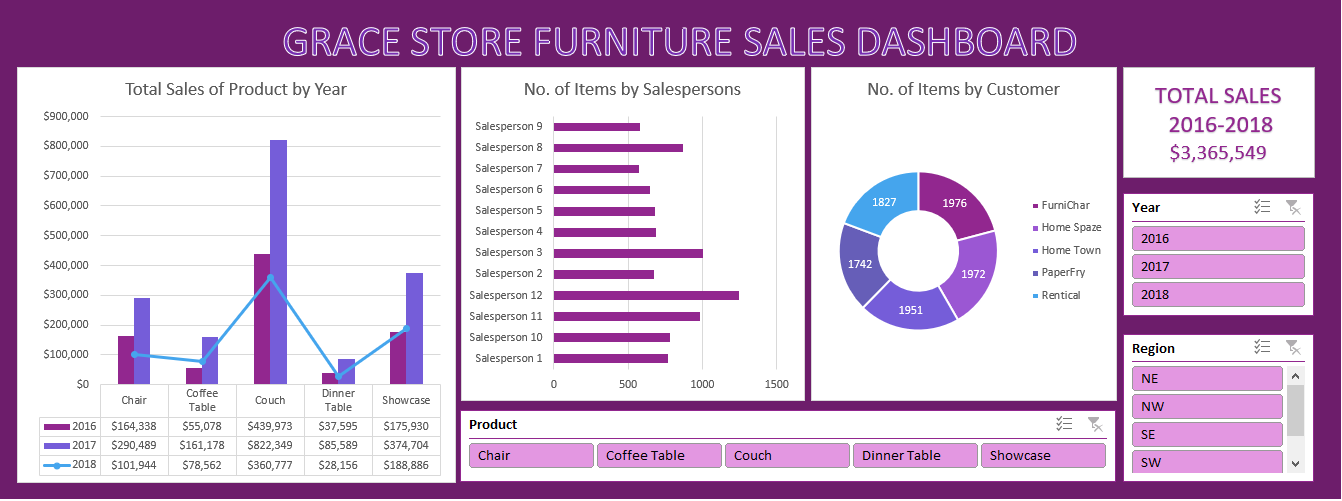 GRACE STORE FURNITURE SALES DASHBOARD
Total Sales of Product by Year
$900,000
$800,000
$700,000
$600,000
$500,000
$400,000
$300,000
$200,000
$100,000
$0
Chair Coffee Table Couch Dinner Table Showcase
2016 $164,338 $55,078 $439,973 $37,595 $175,930
2017 $290,489 $161,178 $822,349 $85,589 $374,704
2018 $101,944 $78,562 $360,777 $28,156 $188,886
No. of Items by Salespersons
Salesperson 9
Salesperson 8
Salesperson 7
Salesperson 6
Salesperson 5
Salesperson 4
Salesperson 3
Salesperson 2
Salesperson 12
Salesperson 11
Salesperson 10
Salesperson 1
0 500 1000 1500
No. of Items by Customer
1827 1976
1742 1972
1951
FurniChar
Home Spaze
Home Town
PaperFry
Rentical
Product
Chair Coffee Table Couch Dinner Table Showcase
TOTAL SALES
2016-2018
$3,365,549
Year
2016
2017
2018
Region
NE
NW
SE
SW